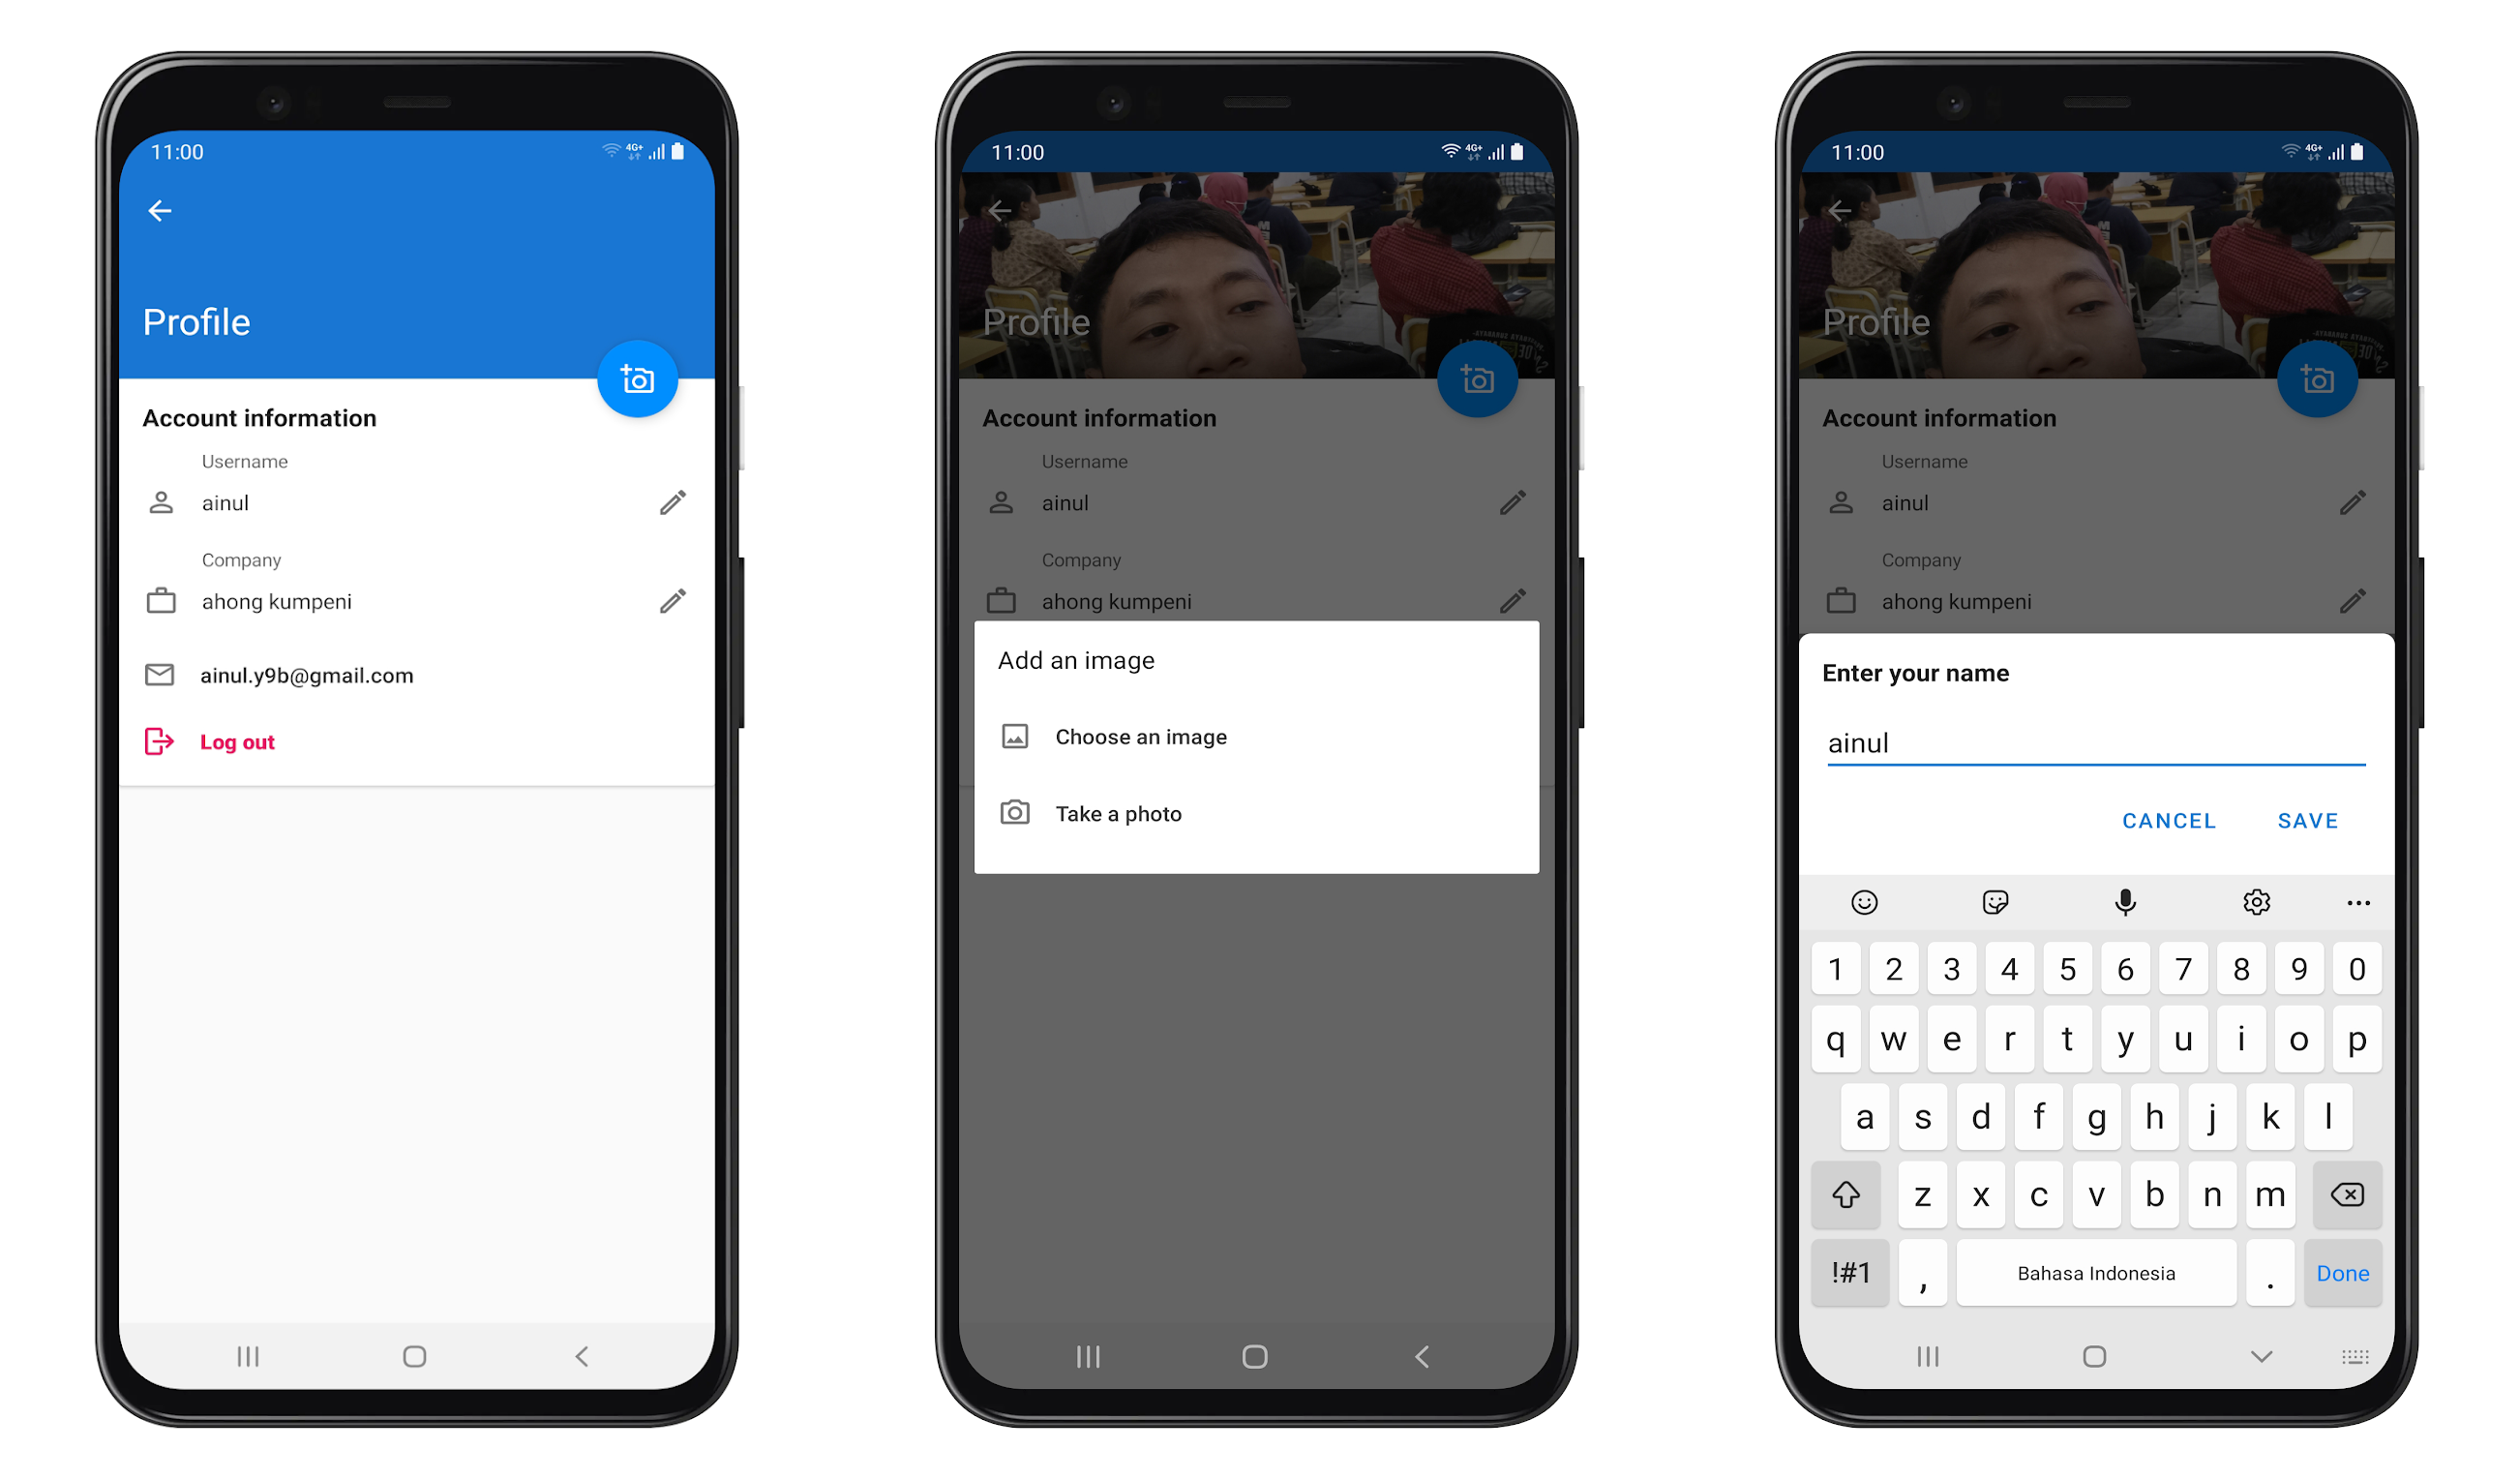 11:00
4G+
Profile
Account information
Username
ainul
Company
ahong kumpeni
ainul.y9b@gmail.com
Log out
11:00
4G+
Profile
Account information
Username
ainul
Company
ahong kumpeni
Add an image
Choose an image
Take a photo
11:00
4G+
Profile
Account information
Username
ainul
Company
ahong kumpeni
Enter your name
ainul
CANCEL SAVE
1 2 3 4 5 6 7 8 9 0
q w e r t y u i o p
a s d f g h j k l
z x c v b n m
!#1 , Bahasa Indonesia . Done